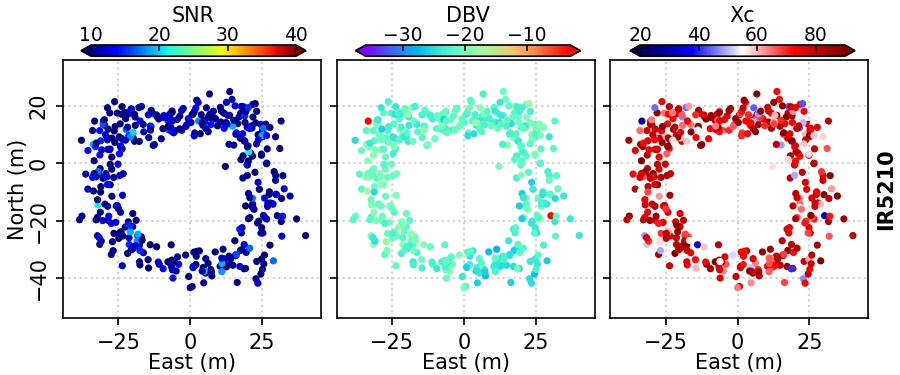 SNR DBV Xc
10 20 30 40 −30 −20 −10 20 40 60 80
20
0
−20
−40
North (m)
IR5210
−25 0 25 −25 0 25 −25 0 25
East (m) East (m) East (m)